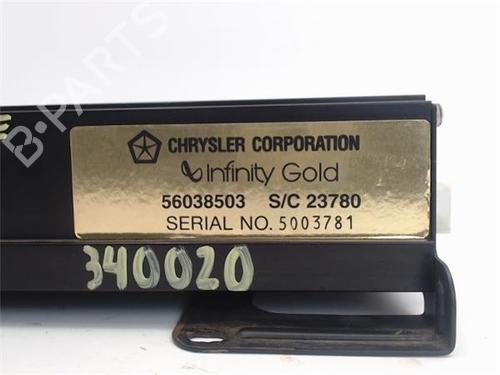 B-PARTS
CHRYSLER CORPORATION
Infinity Gold
56038503 S/C 23780
SERIAL NO. 5003781
340020